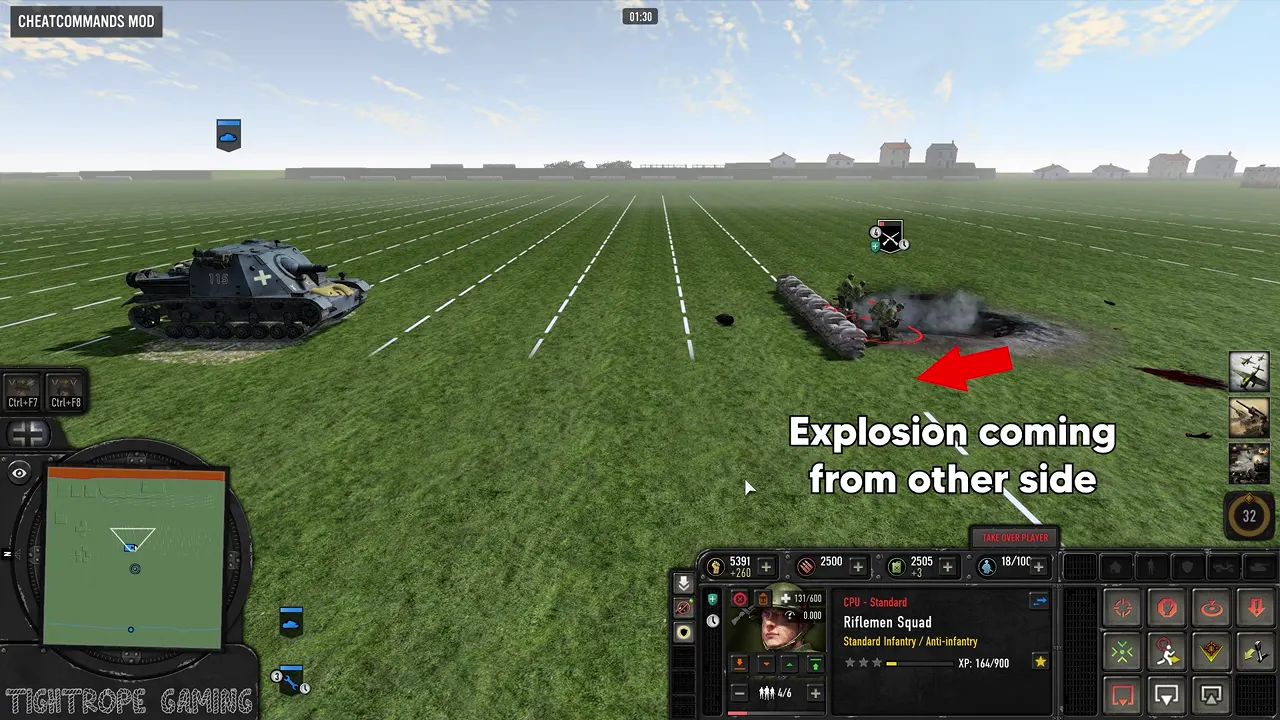 CHEATCOMMANDS MOD
01:30
115
Ctrl+F7
Ctrl+F8
Explosion coming
from other side
32
TAKE OVER PLAYER
5391
+260
2500
2505
+3
18/100
131/600
0.000
CPU - Standard
Riflemen Squad
Standard Infantry / Anti-infantry
XP: 164/900
4/6
N
3
TIGHTROPE GAMING